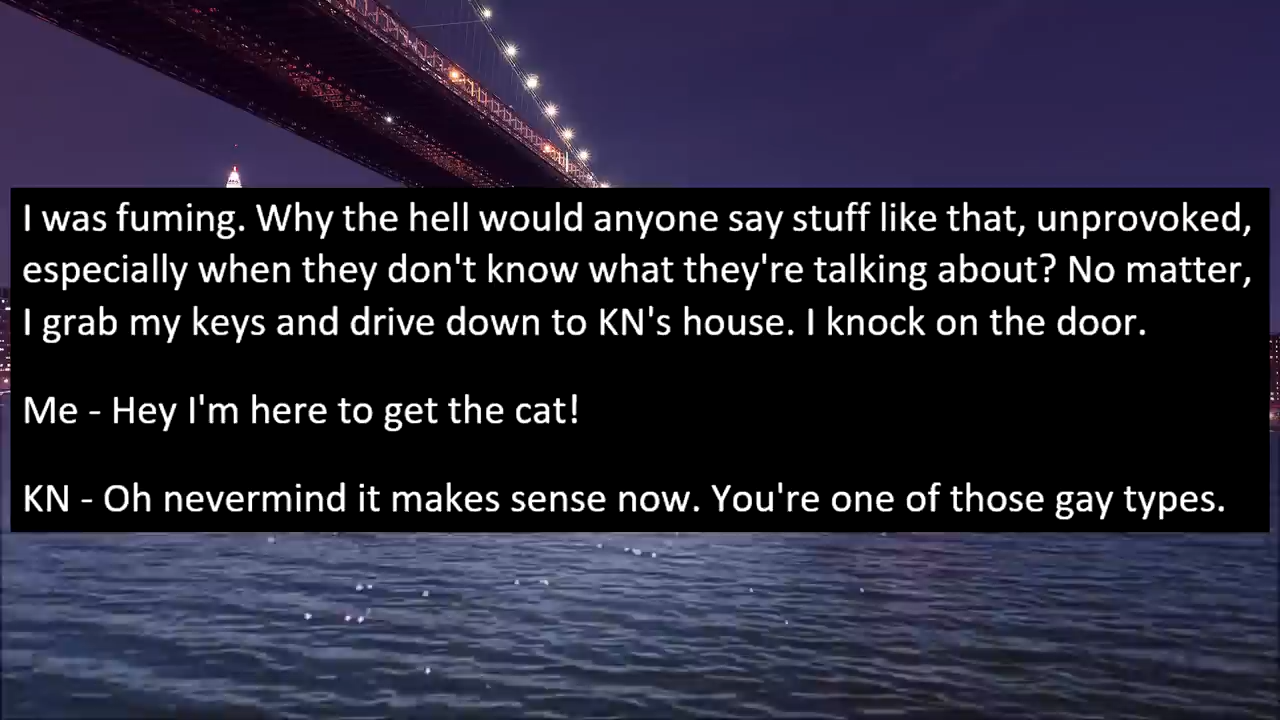 I was fuming. Why the hell would anyone say stuff like that, unprovoked,
especially when they don't know what they're talking about? No matter,
I grab my keys and drive down to KN's house. I knock on the door.
Me - Hey I'm here to get the cat!
KN - Oh nevermind it makes sense now. You're one of those gay types.